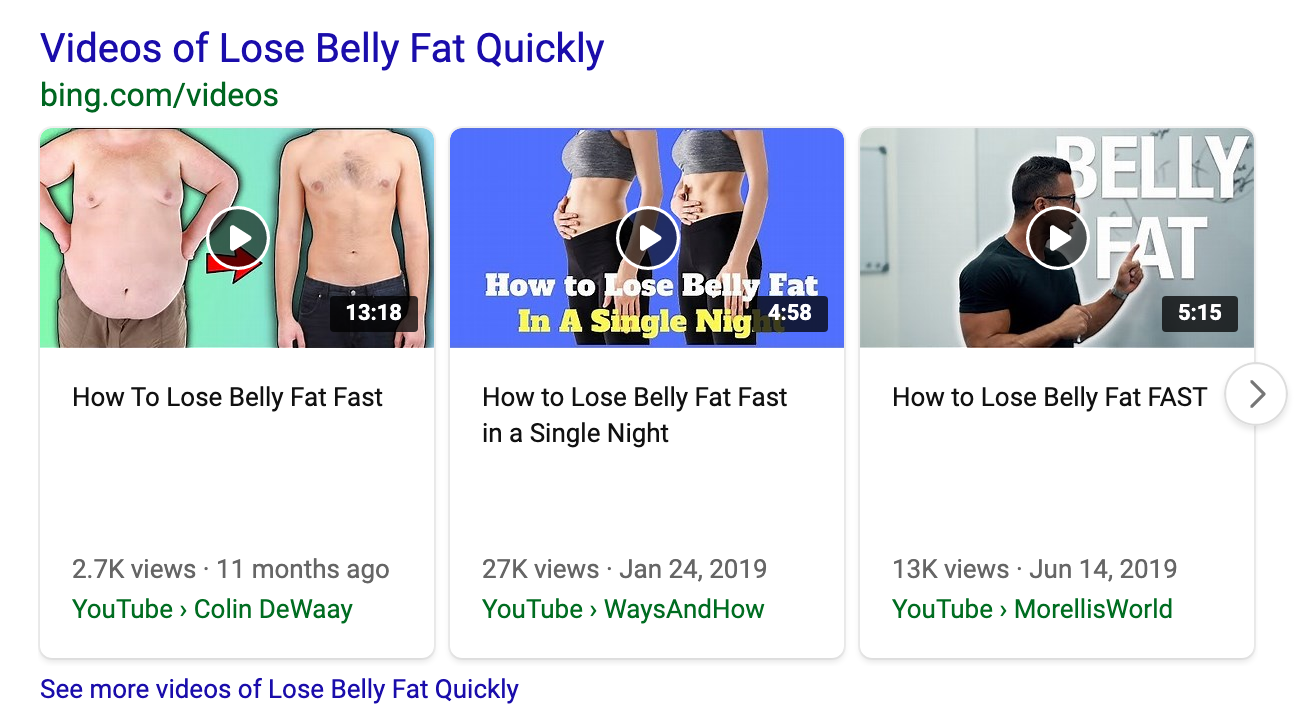 Videos of Lose Belly Fat Quickly
bing.com/videos
13:18
How to Lose Belly Fat
In A Single Nig
4:58
BELLY
FAT
5:15
How To Lose Belly Fat Fast
How to Lose Belly Fat Fast
in a Single Night
How to Lose Belly Fat FAST
2.7K views · 11 months ago
YouTube › Colin DeWaay
27K views · Jan 24, 2019
YouTube › WaysAndHow
13K views · Jun 14, 2019
YouTube › MorellisWorld
See more videos of Lose Belly Fat Quickly